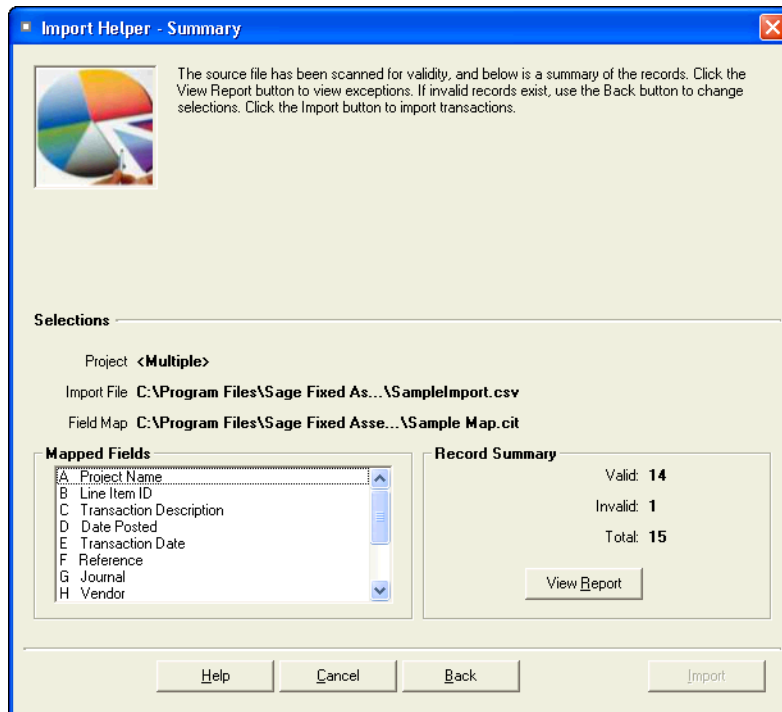 Import Helper - Summary
The source file has been scanned for validity, and below is a summary of the records. Click the
View Report button to view exceptions. If invalid records exist, use the Back button to change
selections. Click the Import button to import transactions.
Selections
Project <Multiple>
Import File C:\Program Files\Sage Fixed As...\SampleImport.csv
Field Map C:\Program Files\Sage Fixed Asse...\Sample Map.cit
Mapped Fields
A Project Name
B Line Item ID
C Transaction Description
D Date Posted
E Transaction Date
F Reference
G Journal
H Vendor
Record Summary
Valid: 14
Invalid: 1
Total: 15
View Report
Help Cancel Back Import